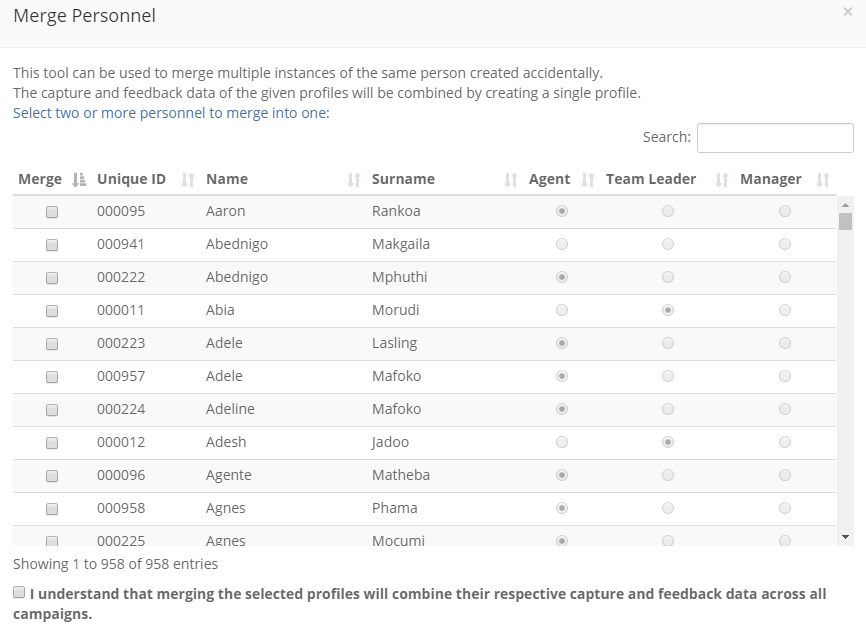 Merge Personnel ×
This tool can be used to merge multiple instances of the same person created accidentally.
The capture and feedback data of the given profiles will be combined by creating a single profile.
Select two or more personnel to merge into one:
Search:
Merge Unique ID Name Surname Agent Team Leader Manager
000095 Aaron Rankoa
000941 Abednigo Makgaila
000222 Abednigo Mphuthi
000011 Abia Morudi
000223 Adele Lasling
000957 Adele Mafoko
000224 Adeline Mafoko
000012 Adesh Jadoo
000096 Agente Matheba
000958 Agnes Phama
000225 Agnes Mocumi
Showing 1 to 958 of 958 entries
I understand that merging the selected profiles will combine their respective capture and feedback data across all
campaigns.